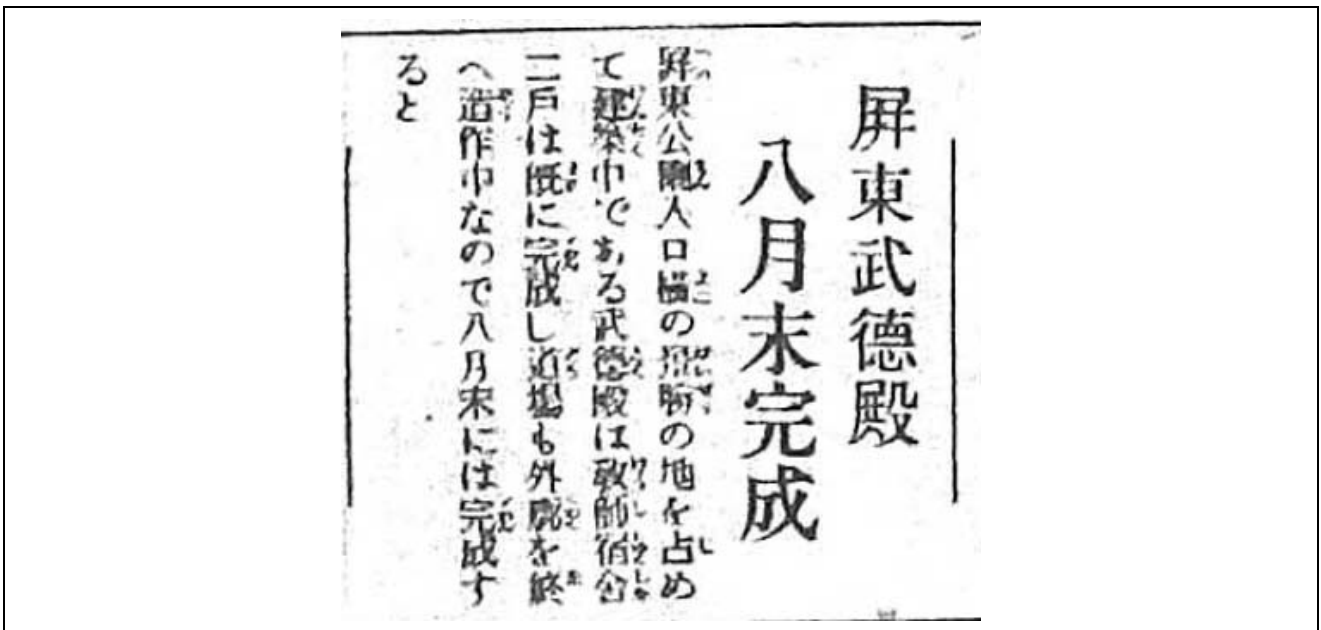 屏東武德殿
八月末完成
屏東公園入口橫の景勝の地を占め
て建築中である武德殿は敎師宿舍
二戶は既に完成し道場も外廓を終
へ造作中なので八月末には完成す
ると